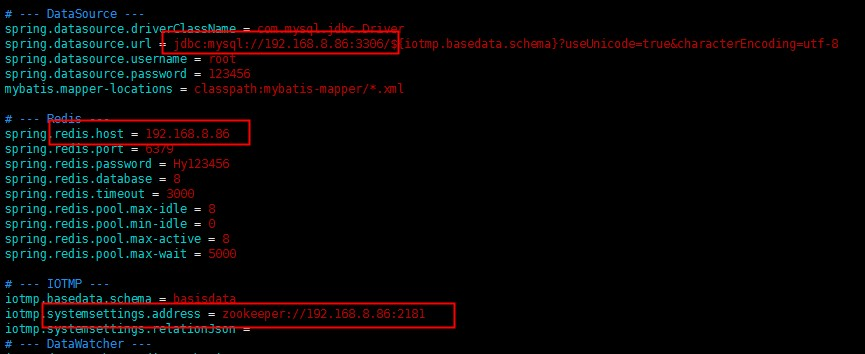 # --- DataSource ---
spring.datasource.driverClassName = com.mysql.jdbc.Driver
spring.datasource.url = jdbc:mysql://192.168.8.86:3306/${iotmp.basedata.schema}?useUnicode=true&characterEncoding=utf-8
spring.datasource.username = root
spring.datasource.password = 123456
mybatis.mapper-locations = classpath:mybatis-mapper/*.xml
# --- Redis ---
spring.redis.host = 192.168.8.86
spring.redis.port = 6379
spring.redis.password = Hy123456
spring.redis.database = 8
spring.redis.timeout = 3000
spring.redis.pool.max-idle = 8
spring.redis.pool.min-idle = 0
spring.redis.pool.max-active = 8
spring.redis.pool.max-wait = 5000
# --- IOTMP ---
iotmp.basedata.schema = basisdata
iotmp.systemsettings.address = zookeeper://192.168.8.86:2181
iotmp.systemsettings.relationJson =
# --- DataWatcher ---